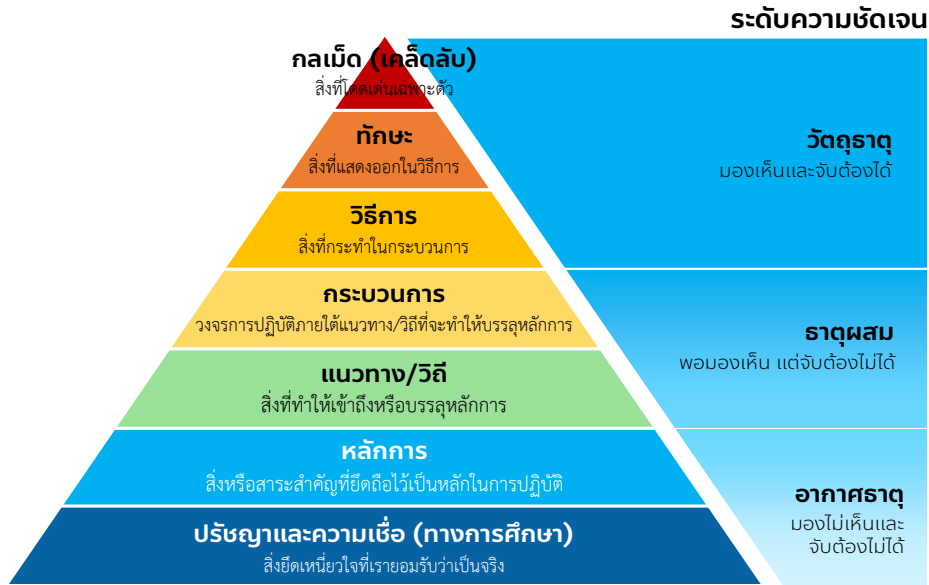 ระดับความชัดเจน
กลเม็ด (เคล็ดลับ)
สิ่งที่โดดเด่นเฉพาะตัว
ทักษะ
สิ่งที่แสดงออกในวิธีการ
วิธีการ
สิ่งที่กระทำในกระบวนการ
กระบวนการ
วงจรการปฏิบัติภายใต้แนวทาง/วิถีที่จะทำให้บรรลุหลักการ
แนวทาง/วิถี
สิ่งที่ทำให้เข้าถึงหรือบรรลุหลักการ
หลักการ
สิ่งหรือสาระสำคัญที่ยึดถือไว้เป็นหลักในการปฏิบัติ
ปรัชญาและความเชื่อ (ทางการศึกษา)
สิ่งยึดเหนี่ยวใจที่เรายอมรับว่าเป็นจริง
วัตถุธาตุ
มองเห็นและจับต้องได้
ธาตุผสม
พอมองเห็น แต่จับต้องไม่ได้
อากาศธาตุ
มองไม่เห็นและ
จับต้องไม่ได้